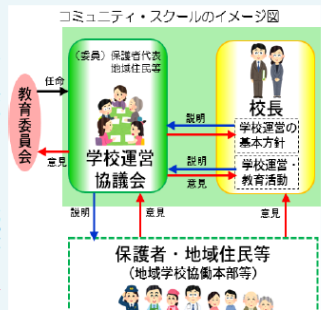 コミュニティ・スクールのイメージ図
（委員）保護者代表
地域住民等
学校運営
協議会
校長
学校運営の
基本方針
学校運営・
教育活動
教育委員会
任命
意見
説明
説明
意見
説明
意見
意見
保護者・地域住民等
（地域学校協働本部等）